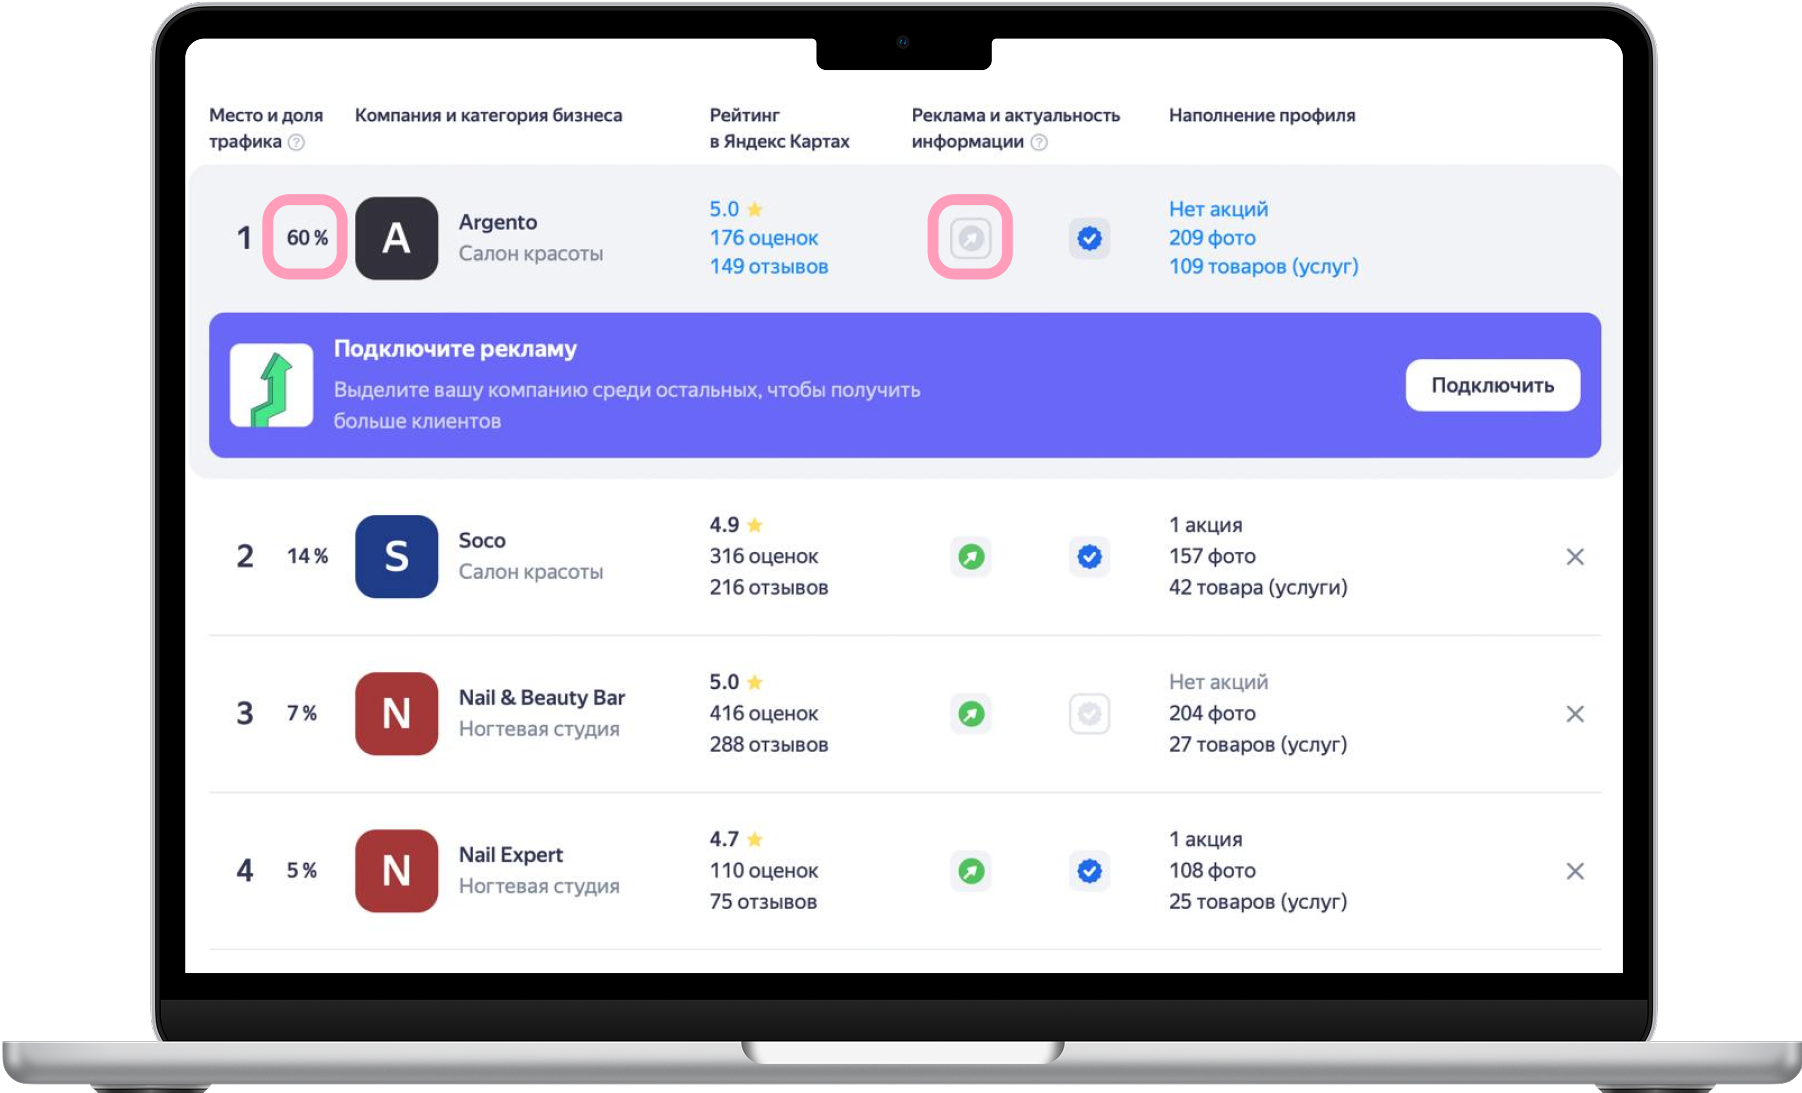 Место и доля
трафика ?
Компания и категория бизнеса
Рейтинг
в Яндекс Картах
Реклама и актуальность
информации ?
Наполнение профиля
1
60 %
A
Argento
Салон красоты
5.0
176 оценок
149 отзывов
Нет акций
209 фото
109 товаров (услуг)
Подключите рекламу
Выделите вашу компанию среди остальных, чтобы получить
больше клиентов
Подключить
2
14 %
S
Soco
Салон красоты
4.9
316 оценок
216 отзывов
1 акция
157 фото
42 товара (услуги)
3
7 %
N
Nail & Beauty Bar
Ногтевая студия
5.0
416 оценок
288 отзывов
Нет акций
204 фото
27 товаров (услуг)
4
5 %
N
Nail Expert
Ногтевая студия
4.7
110 оценок
75 отзывов
1 акция
108 фото
25 товаров (услуг)